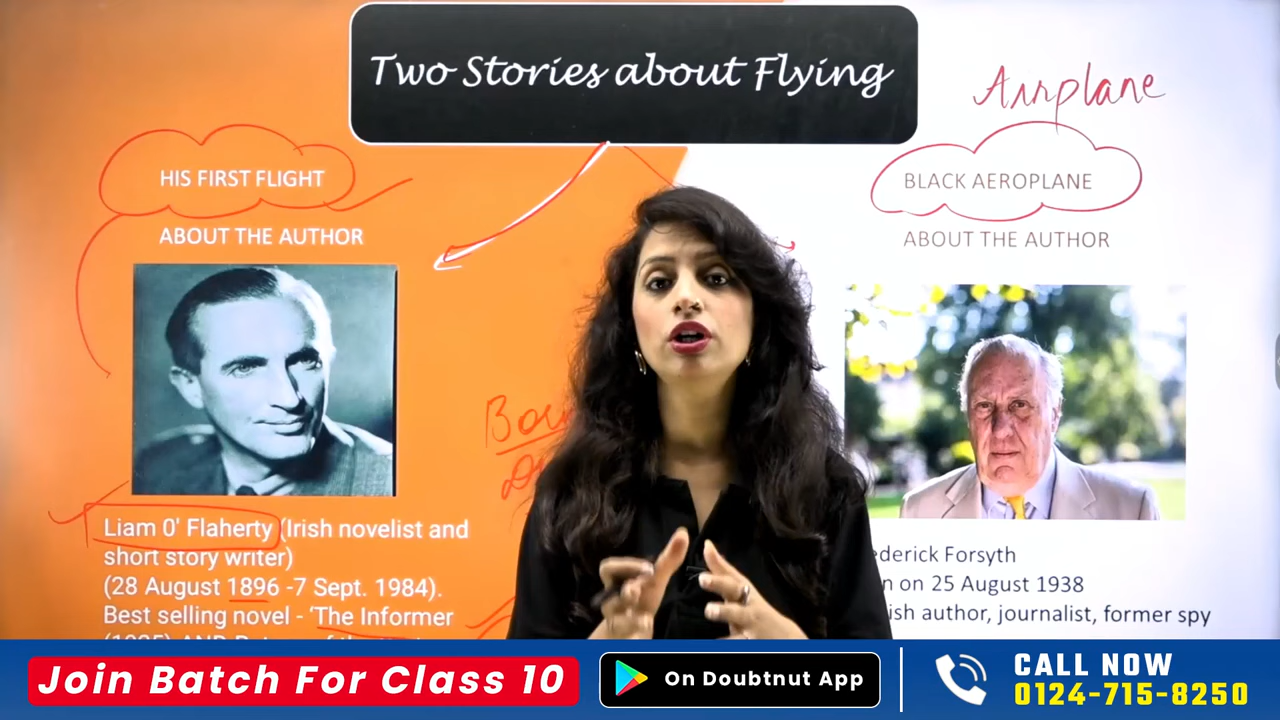 Two Stories about Flying
Airplane
HIS FIRST FLIGHT
ABOUT THE AUTHOR
Liam O' Flaherty (Irish novelist and
short story writer)
(28 August 1896 -7 Sept. 1984).
Best selling novel - ‘The Informer
BLACK AEROPLANE
ABOUT THE AUTHOR
ederick Forsyth
n on 25 August 1938
ish author, journalist, former spy
Join Batch For Class 10
On Doubtnut App
CALL NOW
0124-715-8250